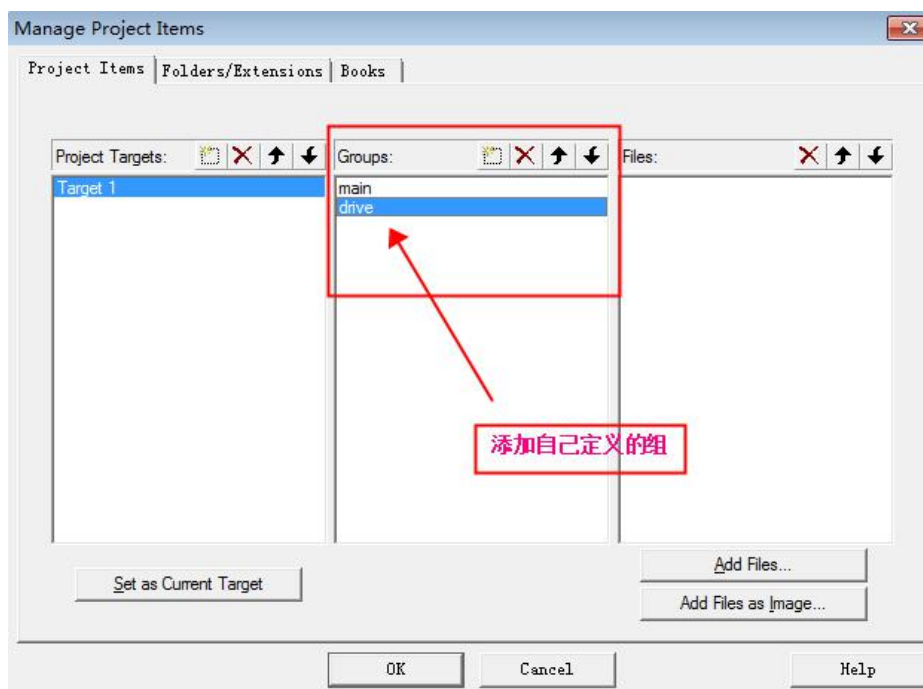 Manage Project Items
Project Items Folders/Extensions Books
Project Targets: Groups: Files:
Target 1 main
drive
添加自己定义的组
Add Files...
Set as Current Target
Add Files as Image...
OK Cancel Help